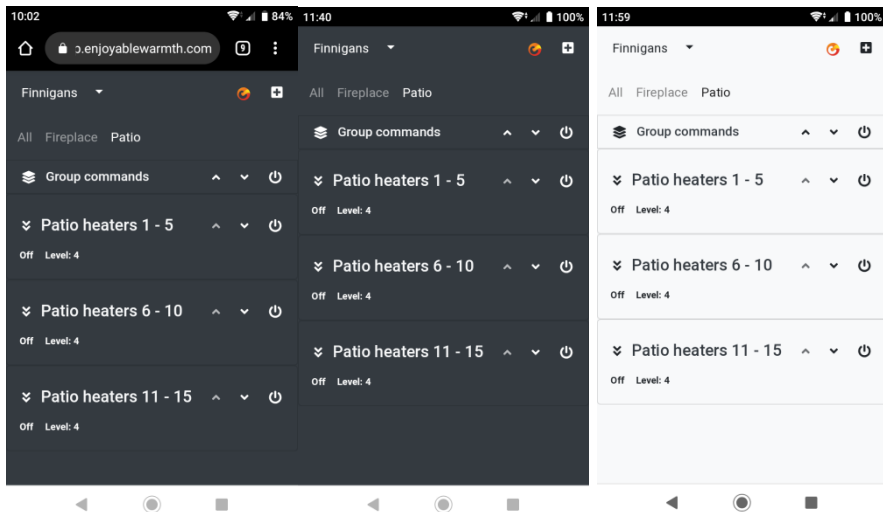 10:02
84%
ɔ.enjoyablewarmth.com
9
Finnigans
All Fireplace Patio
Group commands
Patio heaters 1 - 5
Off Level: 4
Patio heaters 6 - 10
Off Level: 4
Patio heaters 11 - 15
Off Level: 4
11:40
100%
Finnigans
All Fireplace Patio
Group commands
Patio heaters 1 - 5
Off Level: 4
Patio heaters 6 - 10
Off Level: 4
Patio heaters 11 - 15
Off Level: 4
11:59
100%
Finnigans
All Fireplace Patio
Group commands
Patio heaters 1 - 5
Off Level: 4
Patio heaters 6 - 10
Off Level: 4
Patio heaters 11 - 15
Off Level: 4